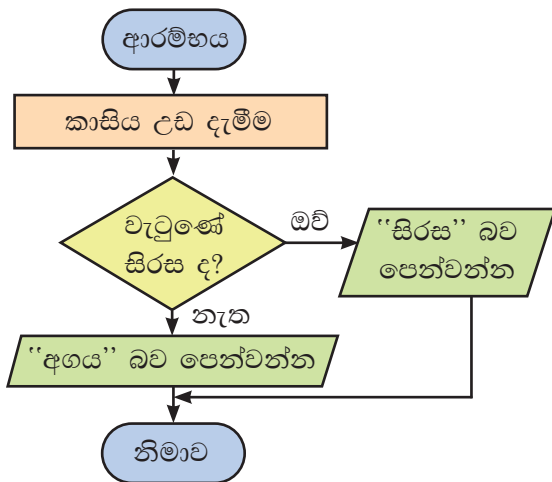 ආරම්භය
කාසිය උඩ දැමීම
වැටුණේ
සිරස ද?
ඔව්
“සිරස” බව
පෙන්වන්න
නැත
“අගය” බව පෙන්වන්න
නිමාව